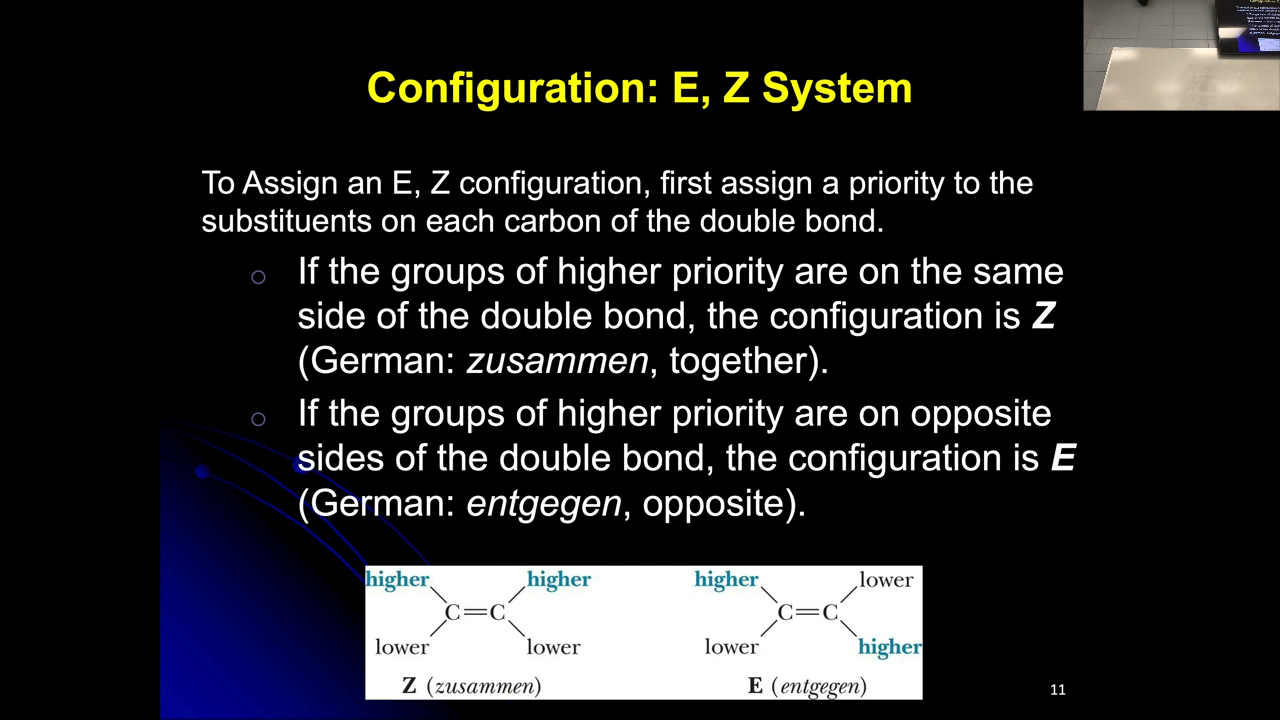 Configuration: E, Z System
To Assign an E, Z configuration, first assign a priority to the
substituents on each carbon of the double bond.
o If the groups of higher priority are on the same
side of the double bond, the configuration is Z
(German: zusammen, together).
o If the groups of higher priority are on opposite
sides of the double bond, the configuration is E
(German: entgegen, opposite).
higher higher higher lower
C=C C=C
lower lower lower higher
Z (zusammen) E (entgegen)
11